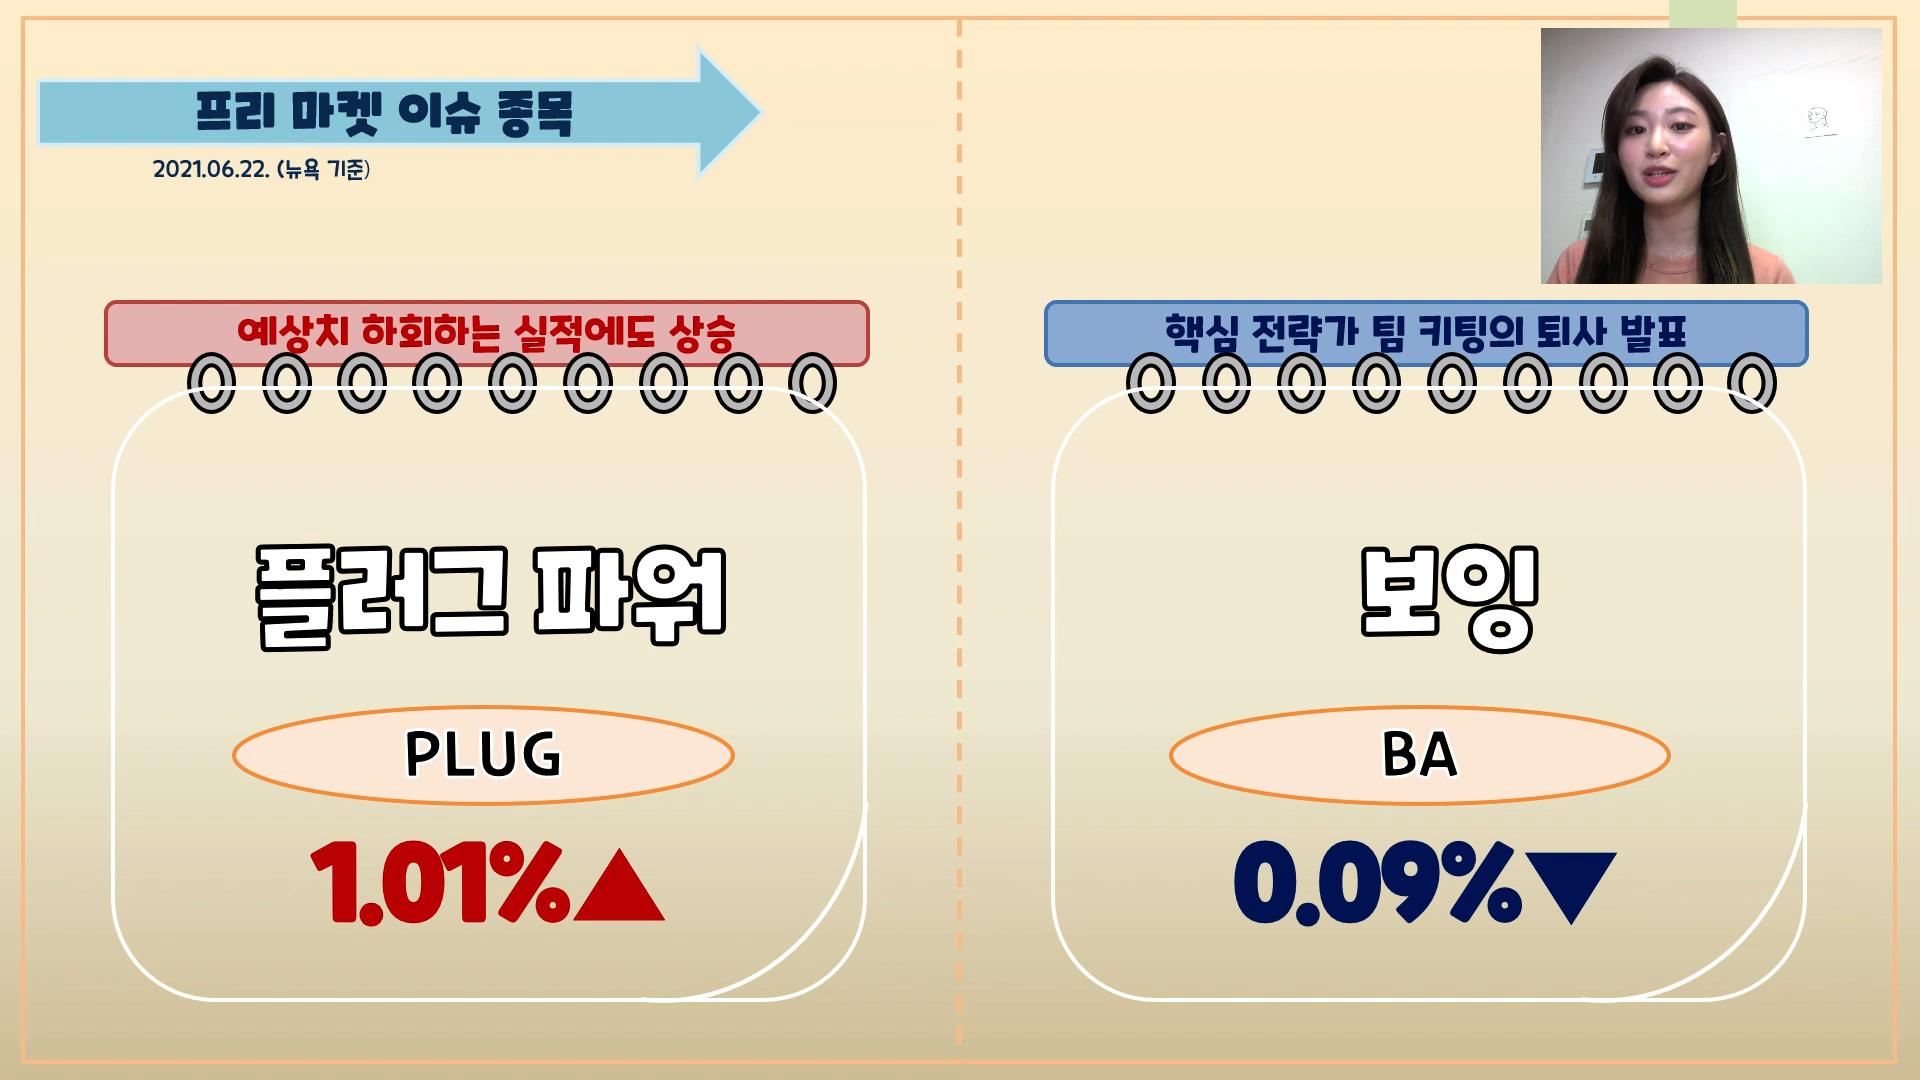 프리 마켓 이슈 종목
2021.06.22. (뉴욕 기준)
예상치 하회하는 실적에도 상승
플러그 파워
PLUG
1.01%▲
핵심 전략가 팀 키팅의 퇴사 발표
보잉
BA
0.09%▼